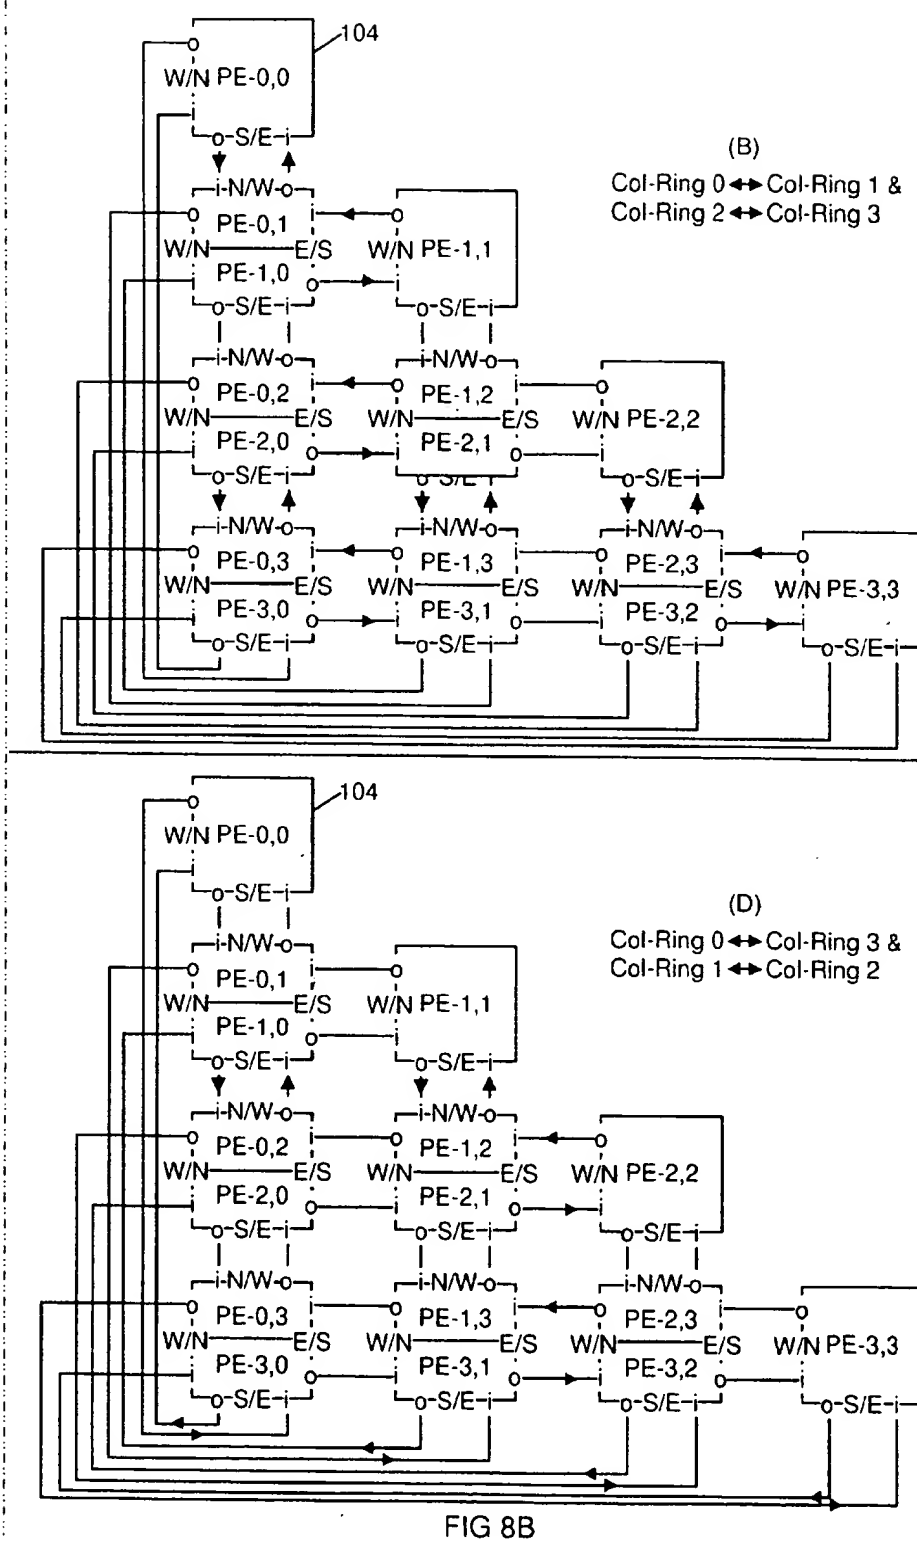 104
W/N PE-0,0
o-S/E-i
(B)
Col-Ring 0 ↔ Col-Ring 1 &
Col-Ring 2 ↔ Col-Ring 3
i-N/W-o
PE-0,1
W/N E/S W/N PE-1,1
PE-1,0
o-S/E-i o-S/E-i
i-N/W-o i-N/W-o
PE-0,2 PE-1,2
W/N E/S W/N E/S W/N PE-2,2
PE-2,0 PE-2,1
o-S/E-i o-S/E-i o-S/E-i
i-N/W-o i-N/W-o i-N/W-o
PE-0,3 PE-1,3 PE-2,3
W/N E/S W/N E/S W/N E/S W/N PE-3,3
PE-3,0 PE-3,1 PE-3,2
o-S/E-i o-S/E-i o-S/E-i o-S/E-i
104
W/N PE-0,0
o-S/E-i
(D)
Col-Ring 0 ↔ Col-Ring 3 &
Col-Ring 1 ↔ Col-Ring 2
i-N/W-o
PE-0,1
W/N E/S W/N PE-1,1
PE-1,0
o-S/E-i o-S/E-i
i-N/W-o i-N/W-o
PE-0,2 PE-1,2
W/N E/S W/N E/S W/N PE-2,2
PE-2,0 PE-2,1
o-S/E-i o-S/E-i o-S/E-i
i-N/W-o i-N/W-o i-N/W-o
PE-0,3 PE-1,3 PE-2,3
W/N E/S W/N E/S W/N E/S W/N PE-3,3
PE-3,0 PE-3,1 PE-3,2
o-S/E-i o-S/E-i o-S/E-i o-S/E-i
FIG 8B